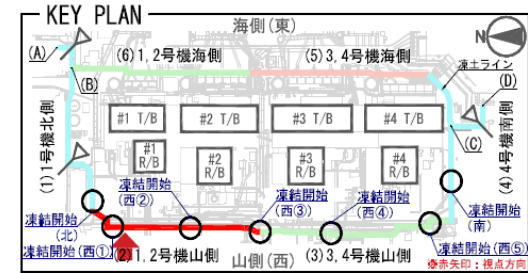 KEY PLAN
海側(東)
N
(A)
(6)1,2号機海側
(5)3,4号機海側
凍土ライン
(B)
(D)
#1 T/B
#2 T/B
#3 T/B
#4 T/B
(1)1号機北側
#1
R/B
#2
R/B
#3
R/B
#4
R/B
(C)
(4)4号機南側
凍結開始
(西②)
凍結開始
(西③)
凍結開始
(西④)
凍結開始
(南)
凍結開始
(北)
凍結開始(西①)
(2)1,2号機山側
(3)3,4号機山側
凍結開始(西⑤)
山側(西)
※赤矢印:視点方向